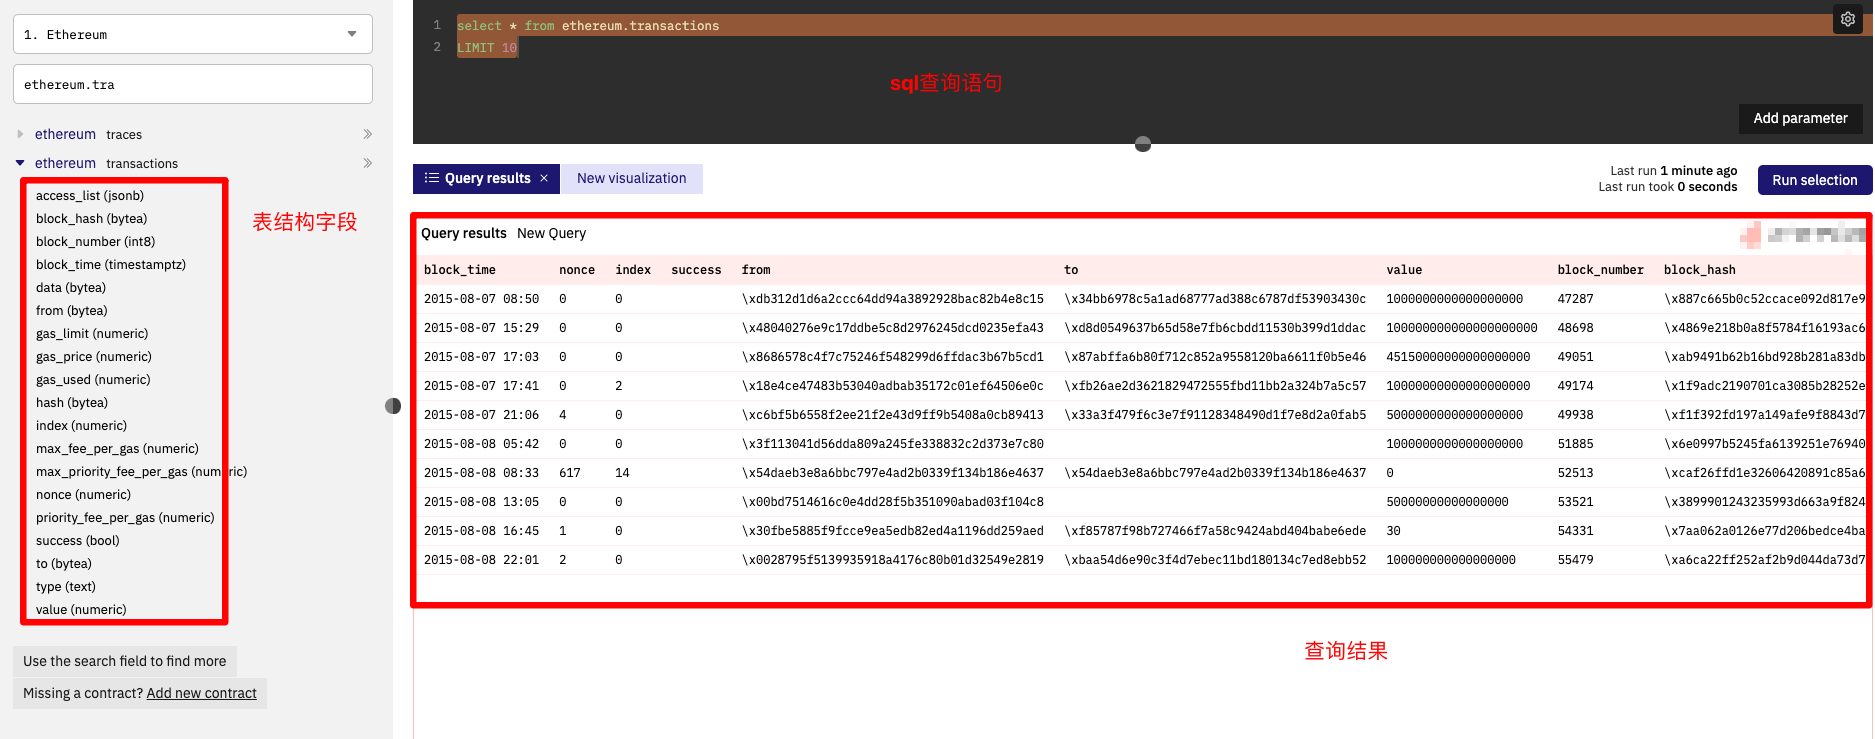 1. Ethereum
ethereum.tra
ethereum traces
ethereum transactions
access_list (jsonb)
block_hash (bytea)
block_number (int8)
block_time (timestamptz)
data (bytea)
from (bytea)
gas_limit (numeric)
gas_price (numeric)
gas_used (numeric)
hash (bytea)
index (numeric)
max_fee_per_gas (numeric)
max_priority_fee_per_gas (numeric)
nonce (numeric)
priority_fee_per_gas (numeric)
success (bool)
to (bytea)
type (text)
value (numeric)
表结构字段
Use the search field to find more
Missing a contract? Add new contract
1 select * from ethereum.transactions
2 LIMIT 10
sql查询语句
Add parameter
Query results × New visualization
Last run 1 minute ago
Last run took 0 seconds
Run selection
Query results New Query
block_time nonce index success from to value block_number block_hash
2015-08-07 08:50 0 0 \xdb312d1d6a2ccc64dd94a3892928bac82b4e8c15 \x34bb6978c5a1ad68777ad388c6787df53903430c 1000000000000000000 47287 \x887c665b0c52ccace092d817e9
2015-08-07 15:29 0 0 \x48040276e9c17ddbe5c8d2976245dcd0235efa43 \xd8d0549637b65d58e7fb6cbdd11530b399d1ddac 100000000000000000000 48698 \x4869e218b0a8f5784f16193ac6
2015-08-07 17:03 0 0 \x8686578c4f7c75246f548299d6ffdac3b67b5cd1 \x87abffa6b80f712c852a9558120ba6611f0b5e46 45150000000000000000 49051 \xab9491b62b16bd928b281a83db
2015-08-07 17:41 0 2 \x18e4ce47483b53040adbab35172c01ef64506e0c \xfb26ae2d3621829472555fbd11bb2a324b7a5c57 10000000000000000000 49174 \x1f9adc2190701ca3085b28252e
2015-08-07 21:06 4 0 \xc6bf5b6558f2ee21f2e43d9ff9b5408a0cb89413 \x33a3f479f6c3e7f91128348490d1f7e8d2a0fab5 5000000000000000000 49938 \xf1f392fd197a149afe9f8843d7
2015-08-08 05:42 0 0 \x3f113041d56dda809a245fe338832c2d373e7c80 1000000000000000000 51885 \x6e0997b5245fa6139251e76940
2015-08-08 08:33 617 14 \x54daeb3e8a6bbc797e4ad2b0339f134b186e4637 \x54daeb3e8a6bbc797e4ad2b0339f134b186e4637 0 52513 \xcaf26ffd1e32606420891c85a6
2015-08-08 13:05 0 0 \x00bd7514616c0e4dd28f5b351090abad03f104c8 50000000000000000 53521 \x3899901243235993d663a9f824
2015-08-08 16:45 1 0 \x30fbe5885f9fcce9ea5edb82ed4a1196dd259aed \xf85787f98b727466f7a58c9424abd404babe6ede 30 54331 \x7aa062a0126e77d206bedce4ba
2015-08-08 22:01 2 0 \x0028795f5139935918a4176c80b01d32549e2819 \xbaa54d6e90c3f4d7ebec11bd180134c7ed8ebb52 100000000000000000 55479 \xa6ca22ff252af2b9d044da73d7
查询结果